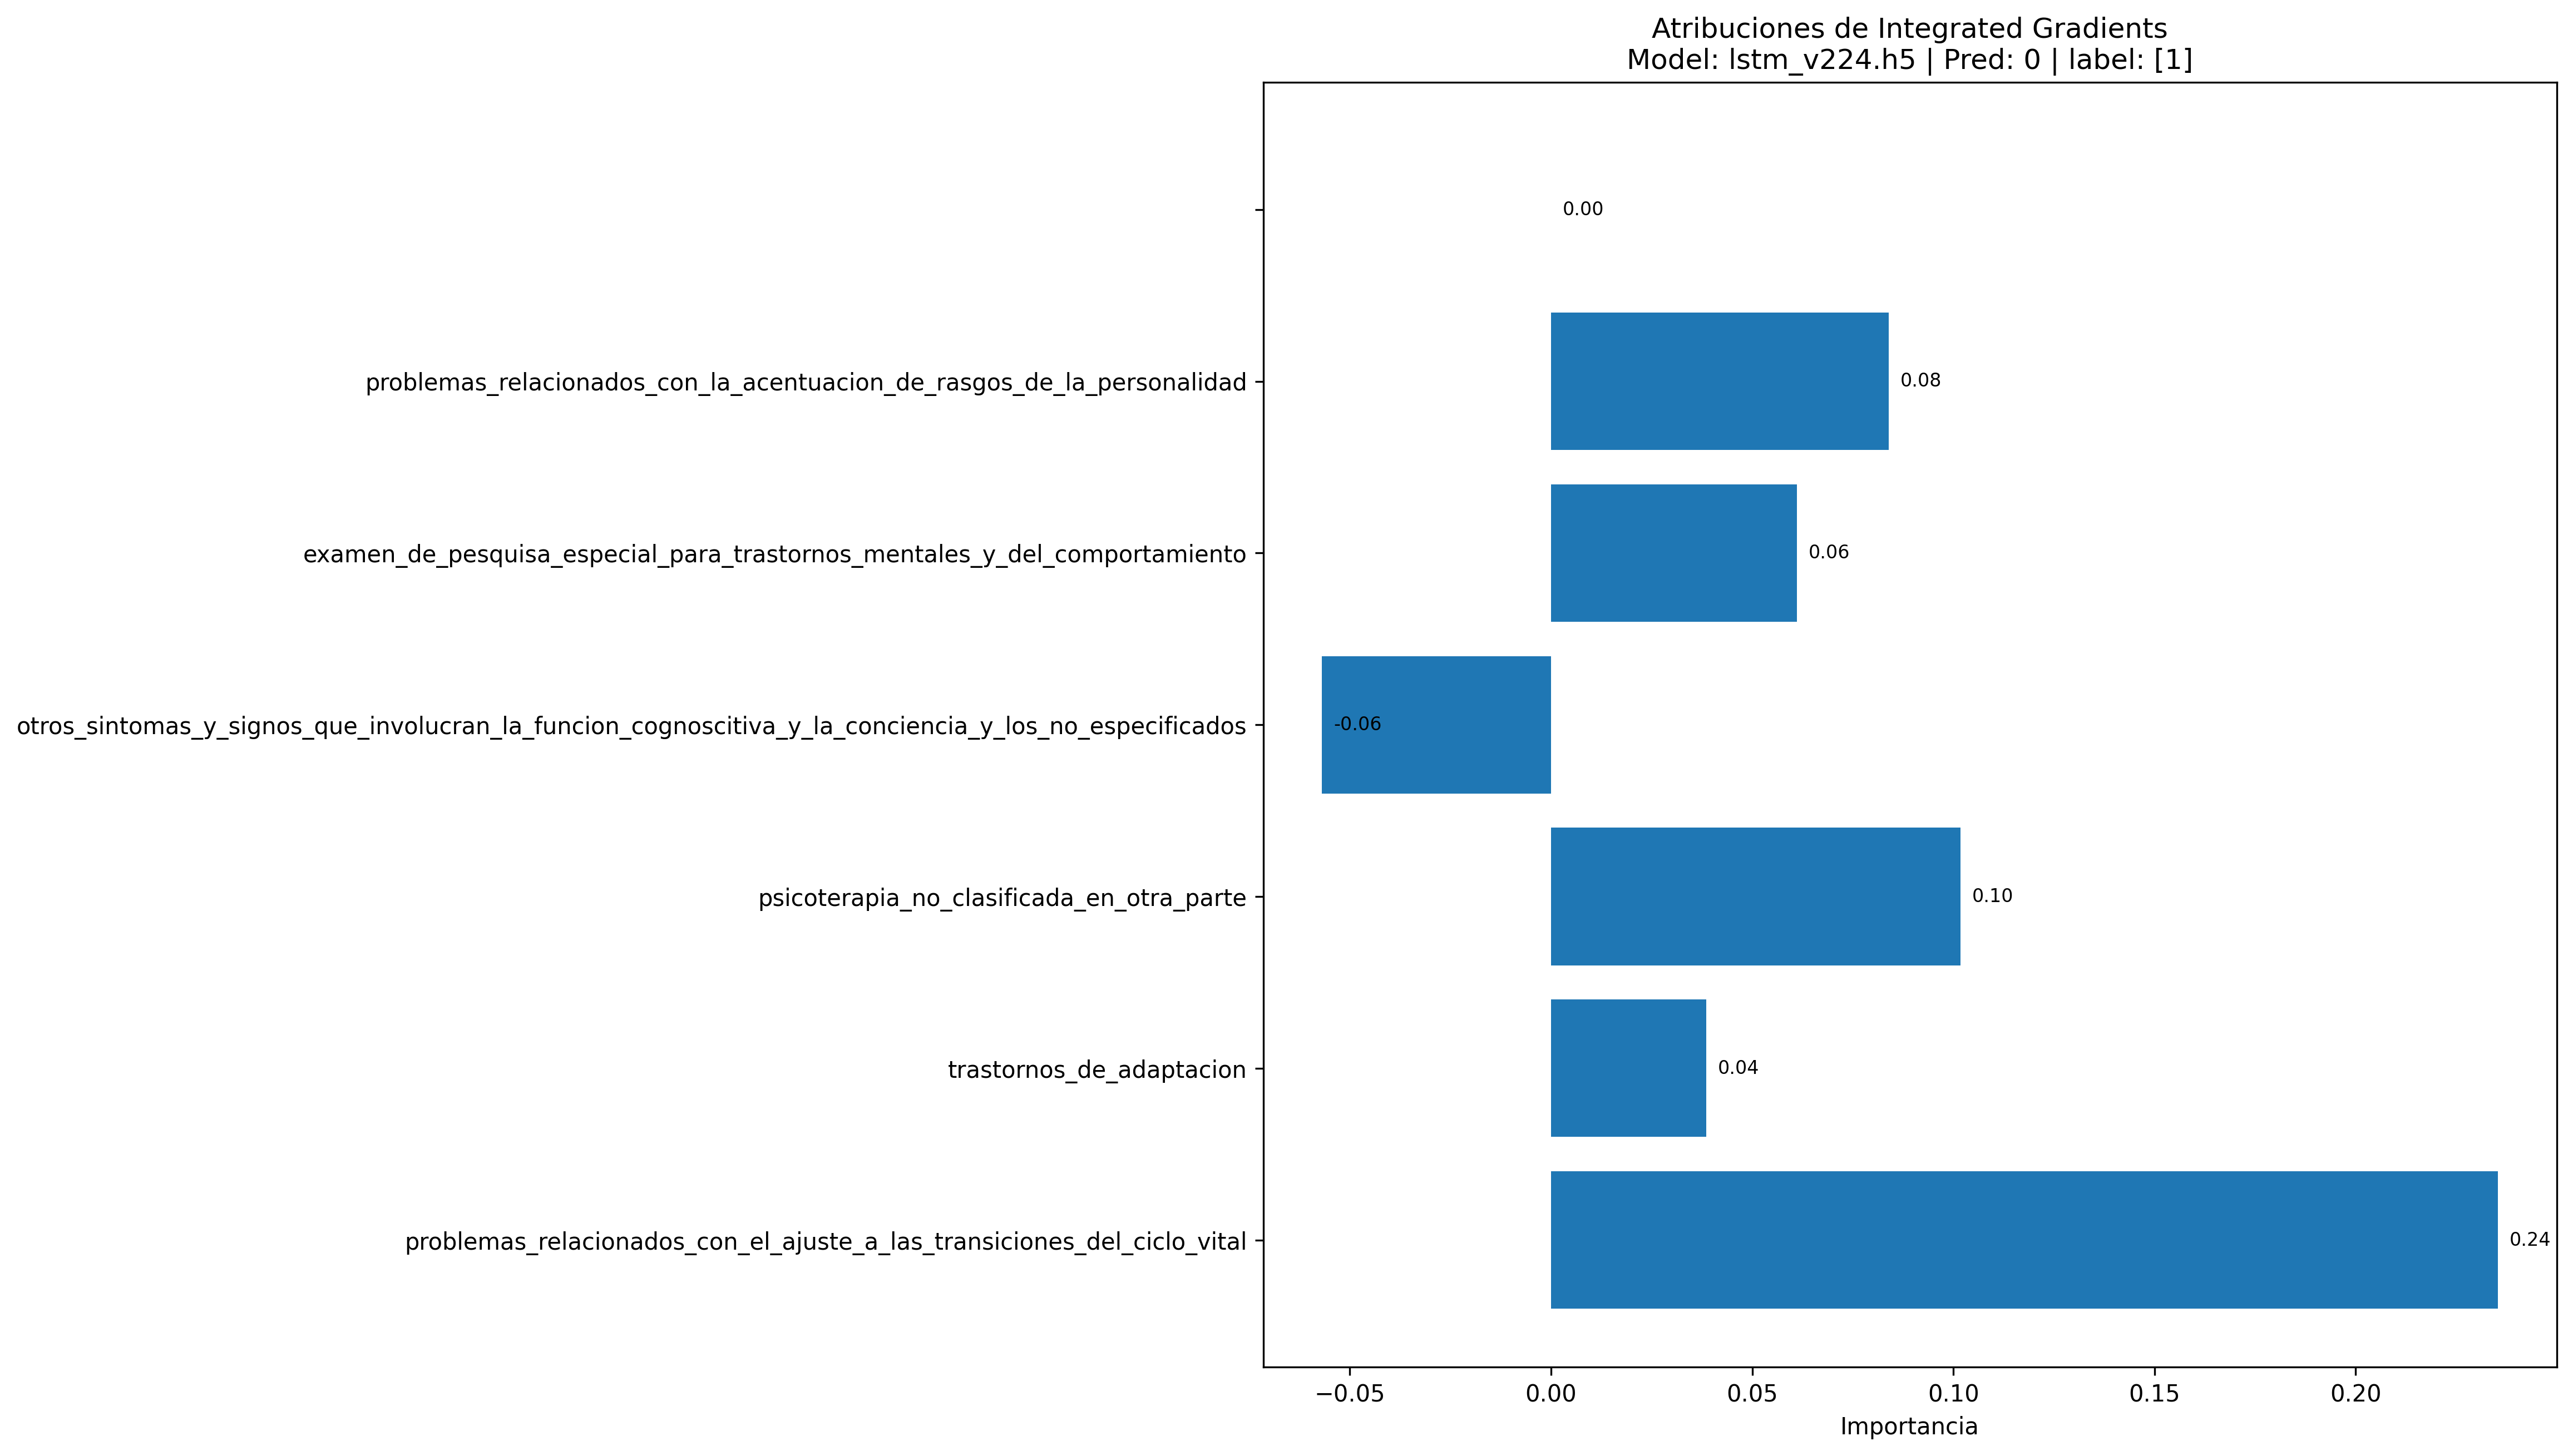 Atribuciones de Integrated Gradients
Model: lstm_v224.h5 | Pred: 0 | label: [1]
0.00
problemas_relacionados_con_la_acentuacion_de_rasgos_de_la_personalidad
0.08
examen_de_pesquisa_especial_para_trastornos_mentales_y_del_comportamiento
0.06
otros_sintomas_y_signos_que_involucran_la_funcion_cognoscitiva_y_la_conciencia_y_los_no_especificados
-0.06
psicoterapia_no_clasificada_en_otra_parte
0.10
trastornos_de_adaptacion
0.04
problemas_relacionados_con_el_ajuste_a_las_transiciones_del_ciclo_vital
0.24
−0.05 0.00 0.05 0.10 0.15 0.20
Importancia